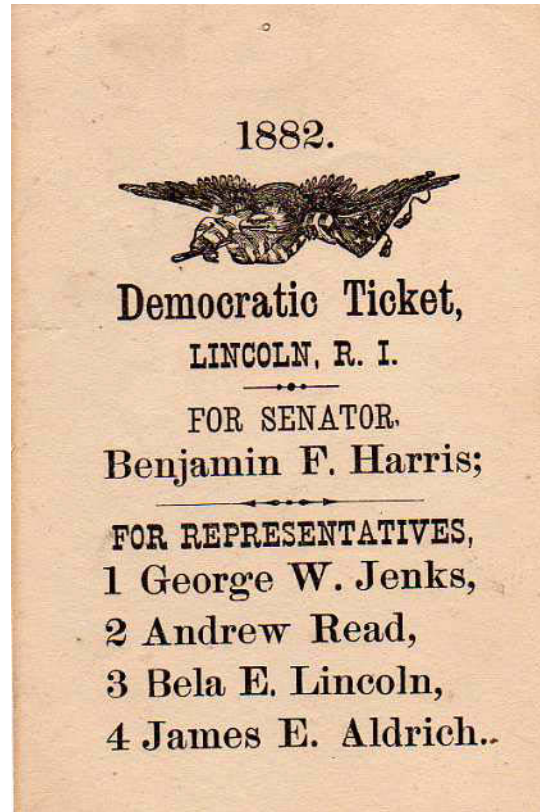 1882.
Democratic Ticket,
LINCOLN, R. I.
FOR SENATOR,
Benjamin F. Harris;
FOR REPRESENTATIVES,
1 George W. Jenks,
2 Andrew Read,
3 Bela E. Lincoln,
4 James E. Aldrich..